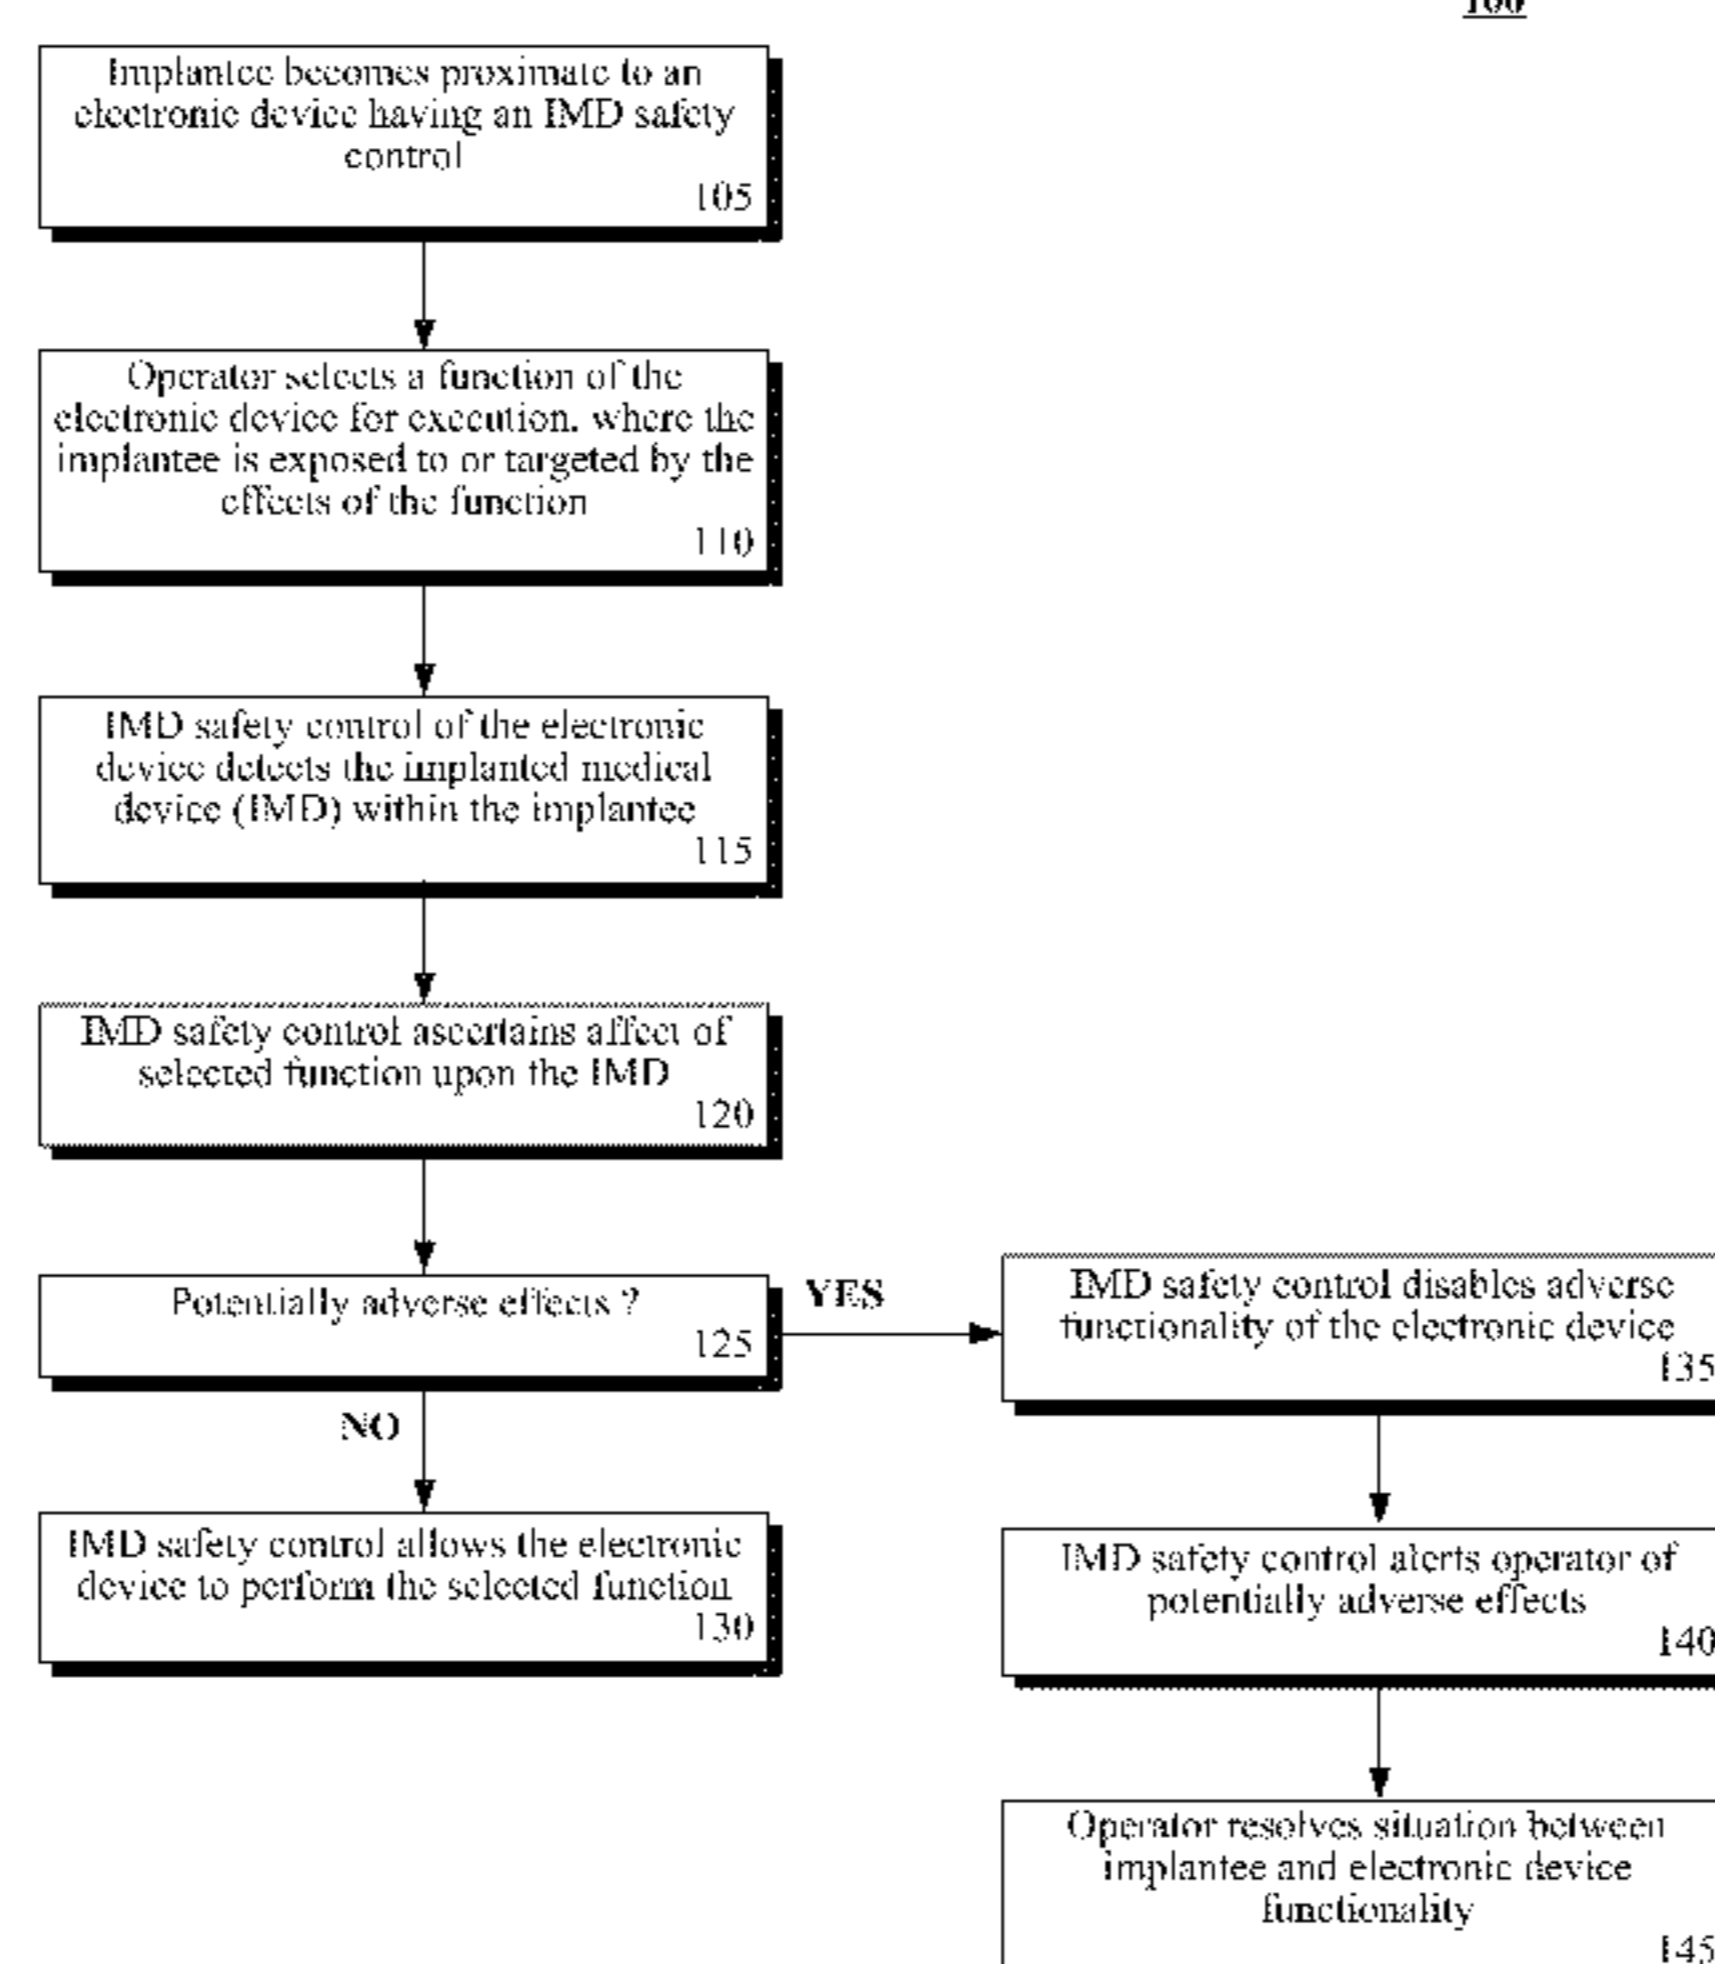 100
Implantee becomes proximate to an
electronic device having an IMD safety
control
105
Operator selects a function of the
electronic device for execution, where the
implantee is exposed to or targeted by the
effects of the function
110
IMD safety control of the electronic
device detects the implanted medical
device (IMD) within the implantee
115
IMD safety control ascertains affect of
selected function upon the IMD
120
Potentially adverse effects ?
125
YES
NO
IMD safety control allows the electronic
device to perform the selected function
130
IMD safety control disables adverse
functionality of the electronic device
135
IMD safety control alerts operator of
potentially adverse effects
140
Operator resolves situation between
implantee and electronic device
functionality
145